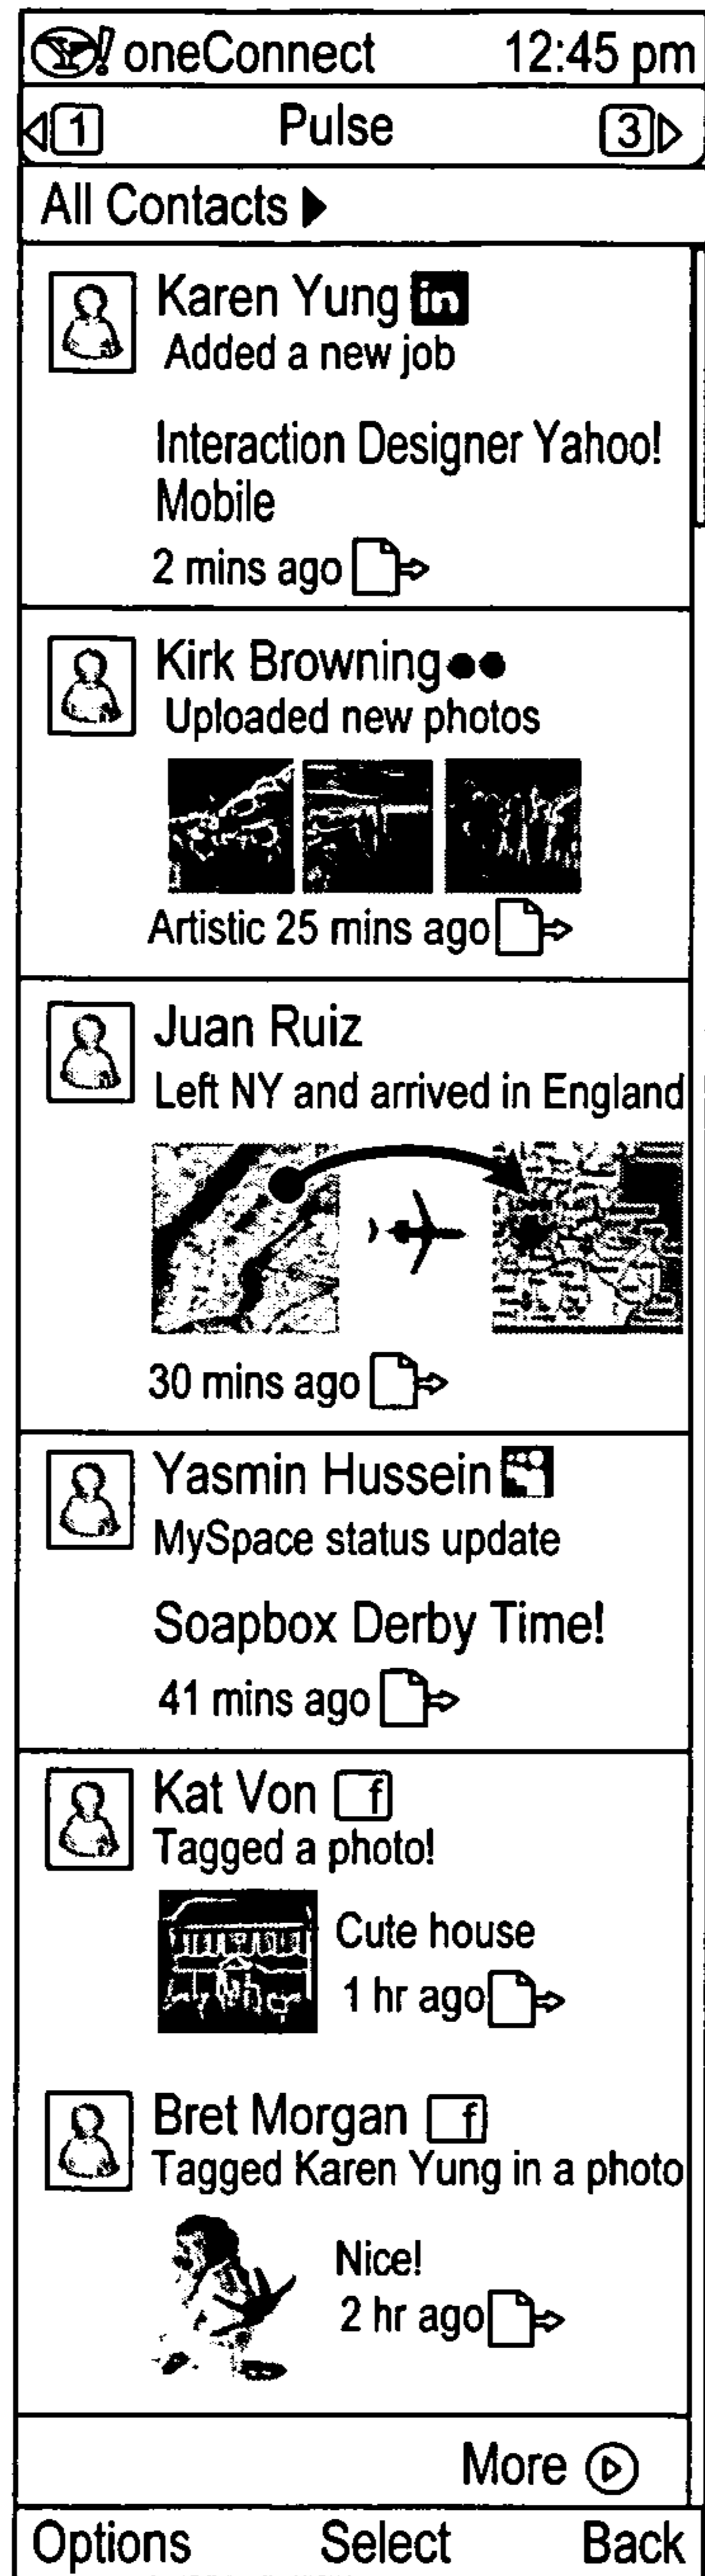 Y! oneConnect 12:45 pm
1 Pulse 3
All Contacts
Karen Yung in
Added a new job
Interaction Designer Yahoo!
Mobile
2 mins ago
Kirk Browning
Uploaded new photos
Artistic 25 mins ago
Juan Ruiz
Left NY and arrived in England
30 mins ago
Yasmin Hussein
MySpace status update
Soapbox Derby Time!
41 mins ago
Kat Von f
Tagged a photo!
Cute house
1 hr ago
Bret Morgan f
Tagged Karen Yung in a photo
Nice!
2 hr ago
More
Options Select Back